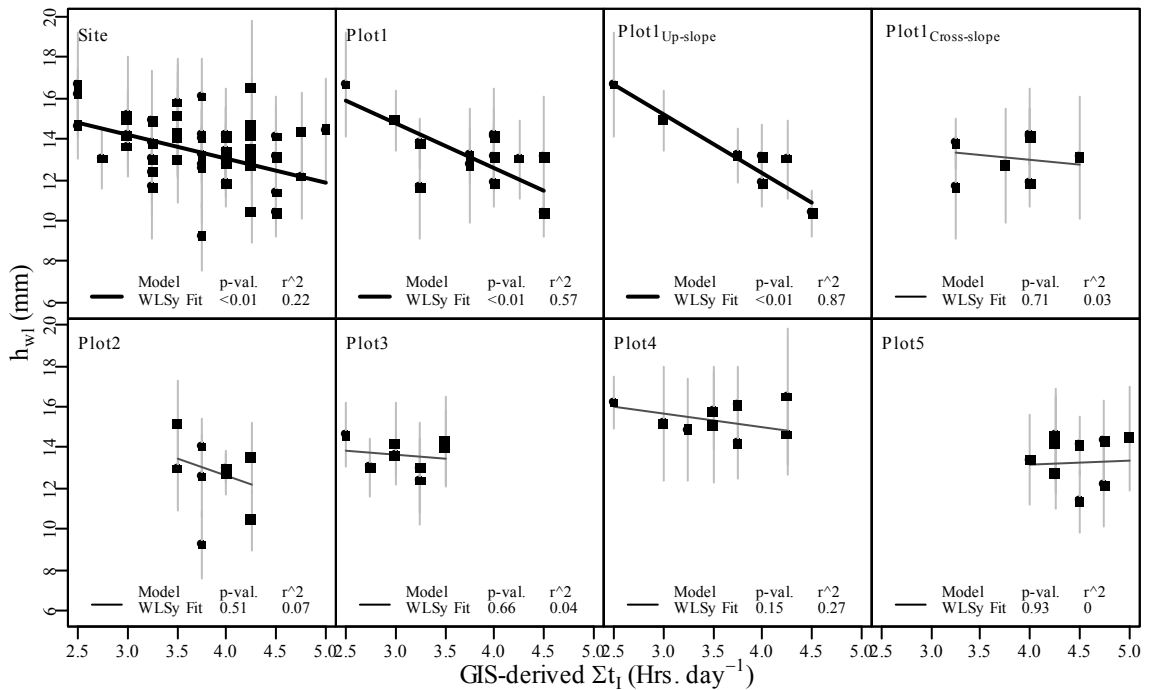 Site
Plot1
Plot1Up-slope
Plot1Cross-slope
20
18
16
14
12
10
8
6
Model p-val. r^2
WLSy Fit <0.01 0.22
Model p-val. r^2
WLSy Fit <0.01 0.57
Model p-val. r^2
WLSy Fit <0.01 0.87
Model p-val. r^2
WLSy Fit 0.71 0.03
hwl (mm)
Plot2
Plot3
Plot4
Plot5
20
18
16
14
12
10
8
6
Model p-val. r^2
WLSy Fit 0.51 0.07
Model p-val. r^2
WLSy Fit 0.66 0.04
Model p-val. r^2
WLSy Fit 0.15 0.27
Model p-val. r^2
WLSy Fit 0.93 0
2.5 3.0 3.5 4.0 4.5 5.0 2.5 3.0 3.5 4.0 4.5 5.0 2.5 3.0 3.5 4.0 4.5 5.0 2.5 3.0 3.5 4.0 4.5 5.0
GIS-derived ΣtI (Hrs. day−1)